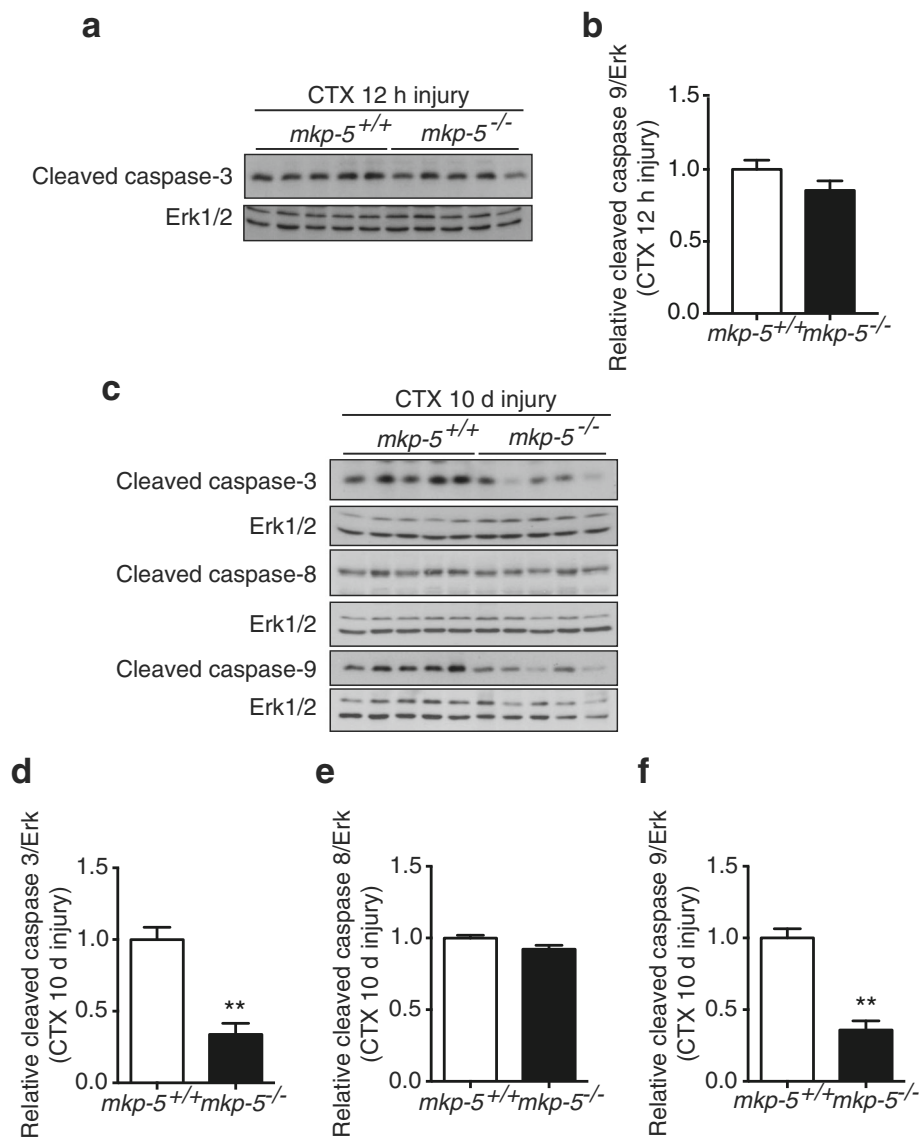 a
CTX 12 h injury
mkp-5+/+ mkp-5-/-
Cleaved caspase-3
Erk1/2
b
Relative cleaved caspase 9/Erk
(CTX 12 h injury)
1.5
1.0
0.5
0.0
mkp-5+/+ mkp-5-/-
c
CTX 10 d injury
mkp-5+/+ mkp-5-/-
Cleaved caspase-3
Erk1/2
Cleaved caspase-8
Erk1/2
Cleaved caspase-9
Erk1/2
d
Relative cleaved caspase 3/Erk
(CTX 10 d injury)
1.5
1.0
0.5
0.0
**
mkp-5+/+ mkp-5-/-
e
Relative cleaved caspase 8/Erk
(CTX 10 d injury)
1.5
1.0
0.5
0.0
mkp-5+/+ mkp-5-/-
f
Relative cleaved caspase 9/Erk
(CTX 10 d injury)
1.5
1.0
0.5
0.0
**
mkp-5+/+ mkp-5-/-